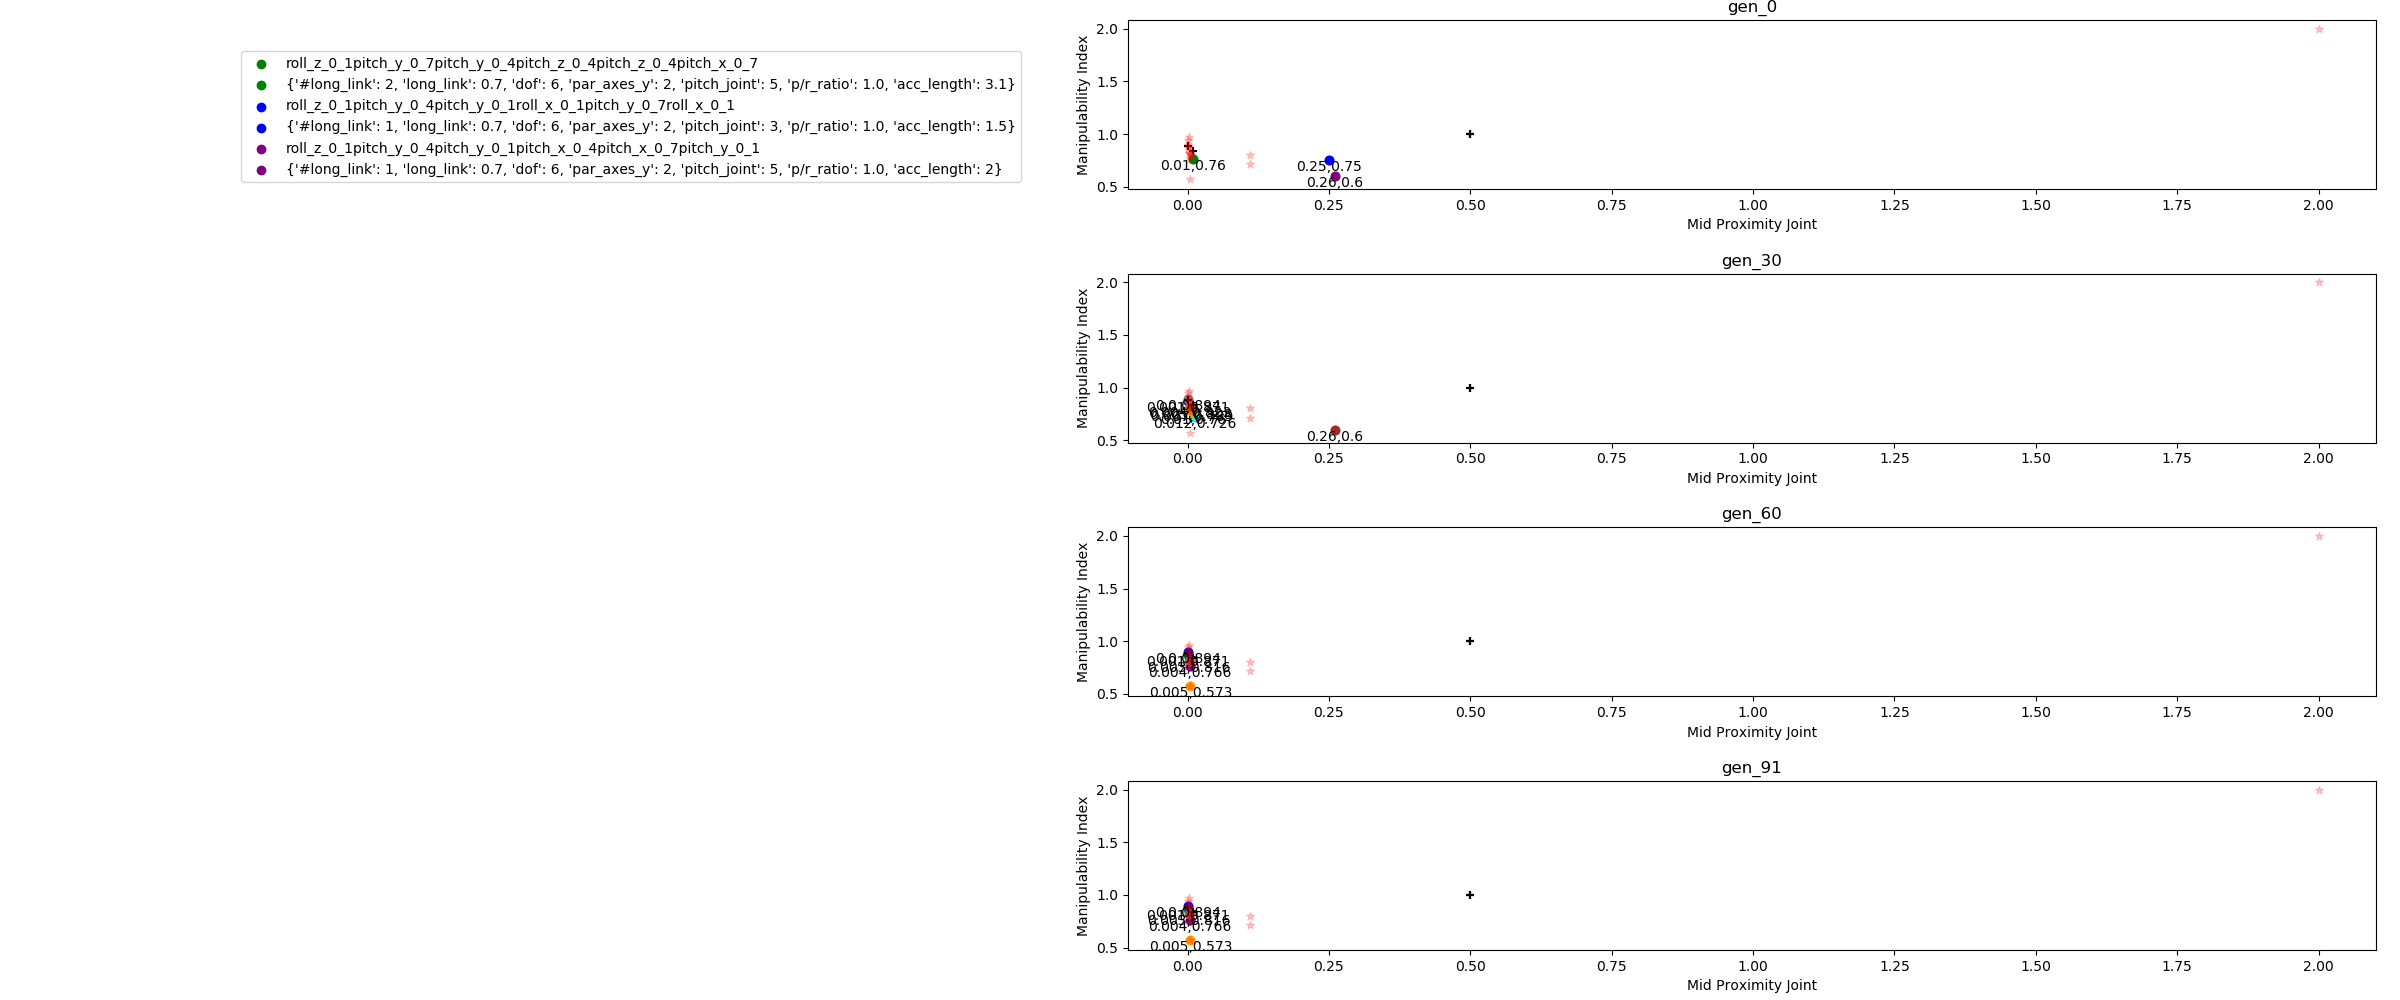 roll_z_0_1pitch_y_0_7pitch_y_0_4pitch_z_0_4pitch_z_0_4pitch_x_0_7
{'#long_link': 2, 'long_link': 0.7, 'dof': 6, 'par_axes_y': 2, 'pitch_joint': 5, 'p/r_ratio': 1.0, 'acc_length': 3.1}
roll_z_0_1pitch_y_0_4pitch_y_0_1roll_x_0_1pitch_y_0_7roll_x_0_1
{'#long_link': 1, 'long_link': 0.7, 'dof': 6, 'par_axes_y': 2, 'pitch_joint': 3, 'p/r_ratio': 1.0, 'acc_length': 1.5}
roll_z_0_1pitch_y_0_4pitch_y_0_1pitch_x_0_4pitch_x_0_7pitch_y_0_1
{'#long_link': 1, 'long_link': 0.7, 'dof': 6, 'par_axes_y': 2, 'pitch_joint': 5, 'p/r_ratio': 1.0, 'acc_length': 2}
gen_0
Manipulability Index
2.0
1.5
1.0
0.5
0.01,0.76
0.25,0.75
0.26,0.6
0.00 0.25 0.50 0.75 1.00 1.25 1.50 1.75 2.00
Mid Proximity Joint
gen_30
Manipulability Index
2.0
1.5
1.0
0.5
0.012,0.726
0.26,0.6
0.00 0.25 0.50 0.75 1.00 1.25 1.50 1.75 2.00
Mid Proximity Joint
gen_60
Manipulability Index
2.0
1.5
1.0
0.5
0.004,0.766
0.005,0.573
0.00 0.25 0.50 0.75 1.00 1.25 1.50 1.75 2.00
Mid Proximity Joint
gen_91
Manipulability Index
2.0
1.5
1.0
0.5
0.004,0.766
0.005,0.573
0.00 0.25 0.50 0.75 1.00 1.25 1.50 1.75 2.00
Mid Proximity Joint